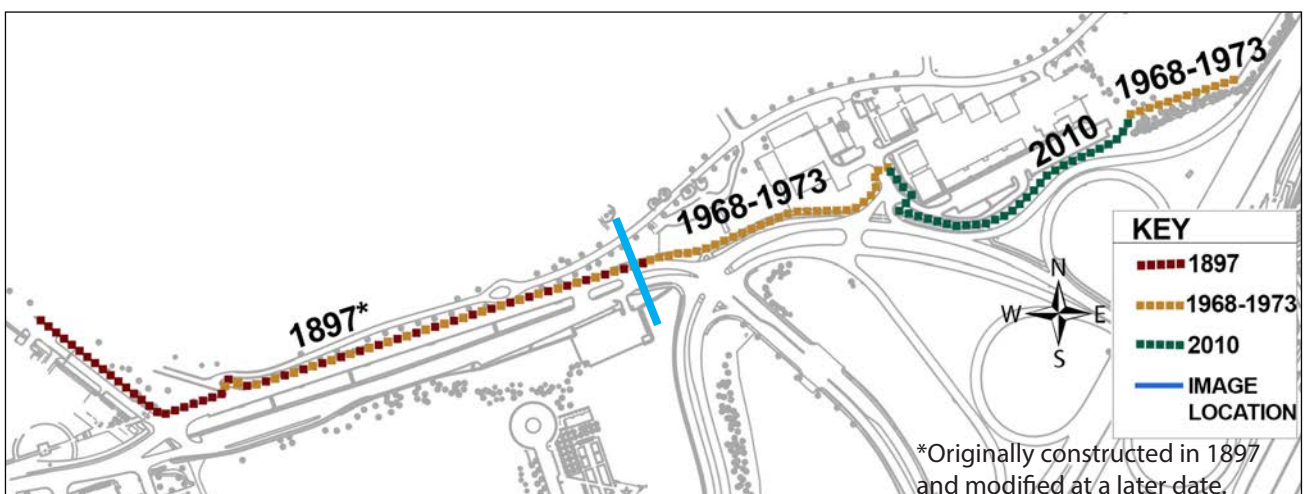 1968-1973
2010
1968-1973
1897*
KEY
1897
1968-1973
2010
IMAGE
LOCATION
N
W E
S
*Originally constructed in 1897
and modified at a later date.